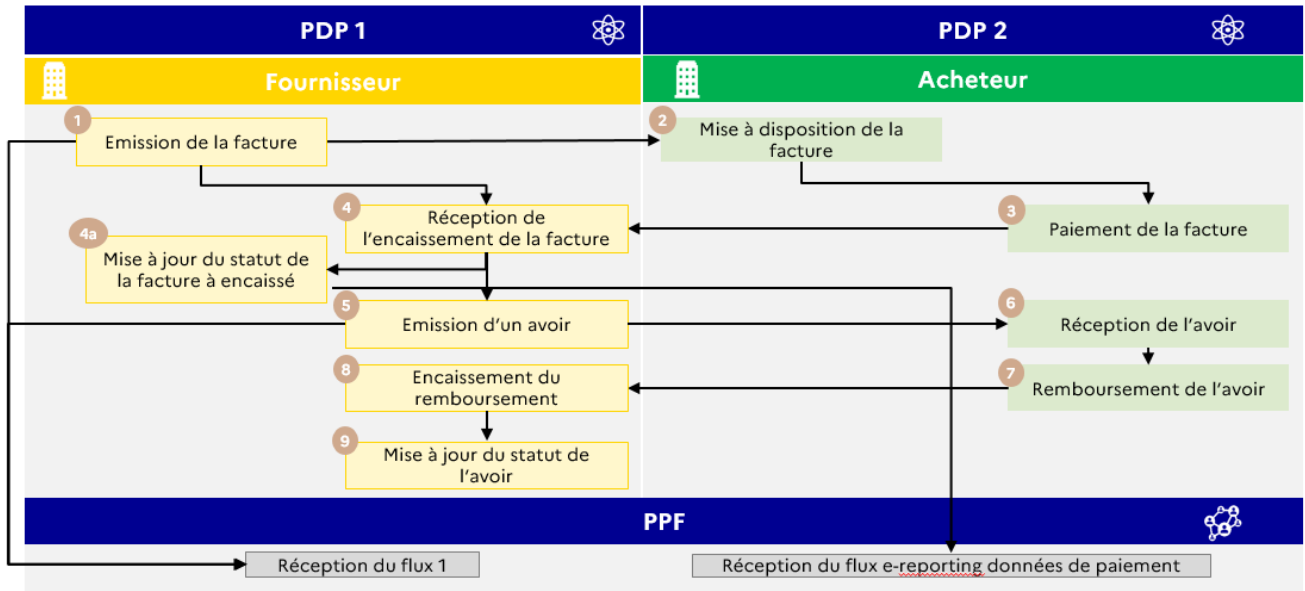 PDP 1
PDP 2
Fournisseur
Acheteur
1
Emission de la facture
2
Mise à disposition de la
facture
4
Réception de
l'encaissement de la facture
3
Paiement de la facture
4a
Mise à jour du statut de
la facture à encaissé
5
Emission d'un avoir
6
Réception de l'avoir
8
Encaissement du
remboursement
7
Remboursement de l'avoir
9
Mise à jour du statut de
l'avoir
PPF
Réception du flux 1
Réception du flux e-reporting données de paiement